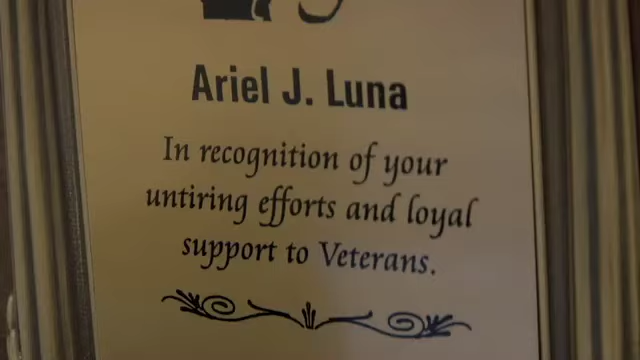 Ariel J. Luna
In recognition of your
untiring efforts and loyal
support to Veterans.